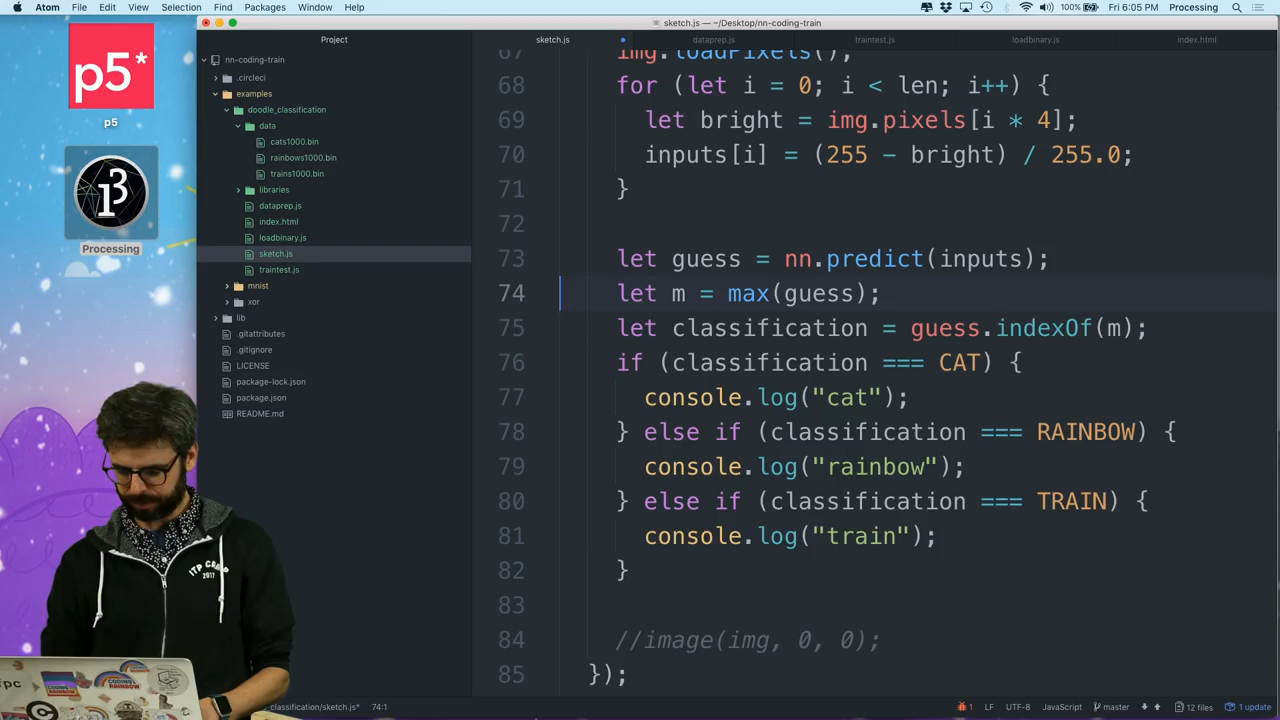 Atom File Edit View Selection Find Packages Window Help
100% Fri 6:05 PM Processing
sketch.js — ~/Desktop/nn-coding-train
p5*
p5
Processing
Project
nn-coding-train
.circleci
examples
doodle_classification
data
cats1000.bin
rainbows1000.bin
trains1000.bin
libraries
dataprep.js
index.html
loadbinary.js
sketch.js
traintest.js
mnist
xor
lib
.gitattributes
.gitignore
LICENSE
package-lock.json
package.json
README.md
sketch.js dataprep.js traintest.js loadbinary.js index.html
67 img.loadPixels();
68 for (let i = 0; i < len; i++) {
69 let bright = img.pixels[i * 4];
70 inputs[i] = (255 - bright) / 255.0;
71 }
72
73 let guess = nn.predict(inputs);
74 let m = max(guess);
75 let classification = guess.indexOf(m);
76 if (classification === CAT) {
77 console.log("cat");
78 } else if (classification === RAINBOW) {
79 console.log("rainbow");
80 } else if (classification === TRAIN) {
81 console.log("train");
82 }
83
84 //image(img, 0, 0);
85 });
ITP CAMP
2017
_classification/sketch.js* 74:1
1 LF UTF-8 JavaScript master 12 files 1 update